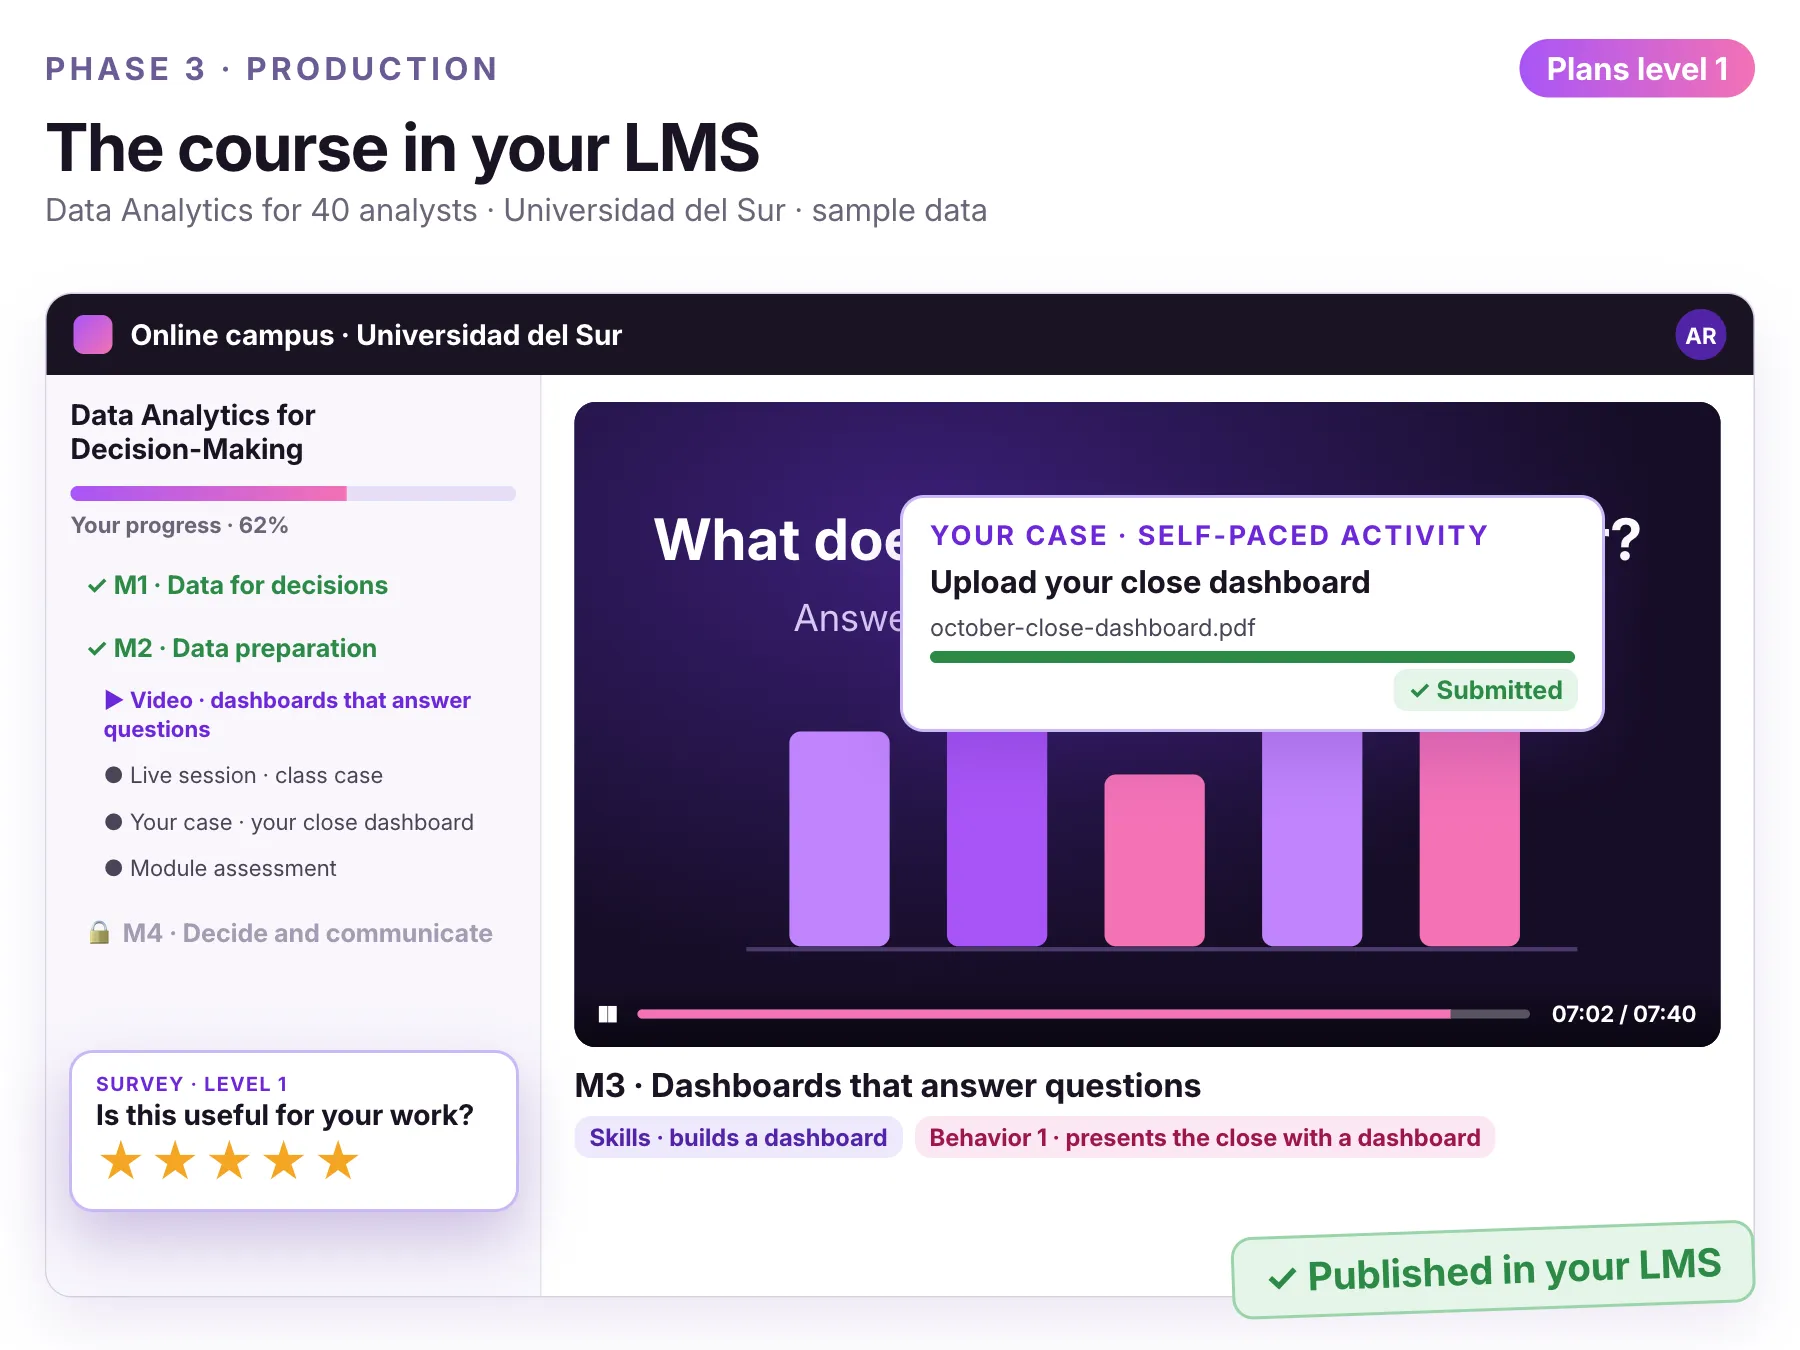 PHASE 3 · PRODUCTION
Plans level 1
The course in your LMS
Data Analytics for 40 analysts · Universidad del Sur · sample data
Online campus · Universidad del Sur
AR
Data Analytics for
Decision-Making
Your progress · 62%
✓ M1 · Data for decisions
✓ M2 · Data preparation
▶ Video · dashboards that answer
questions
● Live session · class case
● Your case · your close dashboard
● Module assessment
🔒 M4 · Decide and communicate
SURVEY · LEVEL 1
Is this useful for your work?
★ ★ ★ ★ ★
What
YOUR CASE · SELF-PACED ACTIVITY
Upload your close dashboard
october-close-dashboard.pdf
✓ Submitted
07:02 / 07:40
M3 · Dashboards that answer questions
Skills · builds a dashboard
Behavior 1 · presents the close with a dashboard
✓ Published in your LMS